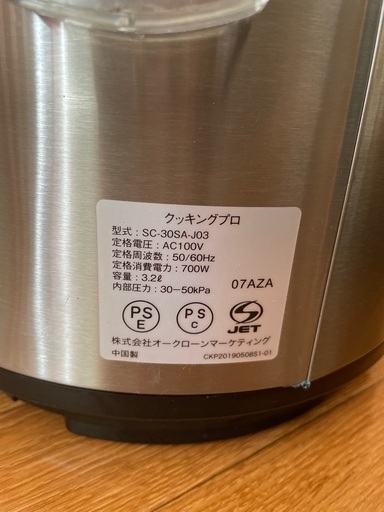 クッキングプロ
型式：SC-30SA-J03
定格電圧：AC100V
定格周波数：50/60Hz
定格消費電力：700W
容量：3.2ℓ
内部圧力：30−50kPa
07AZA
PS
E
PS
C
JET
株式会社オークローンマーケティング
中国製
CKP20190508S1-01